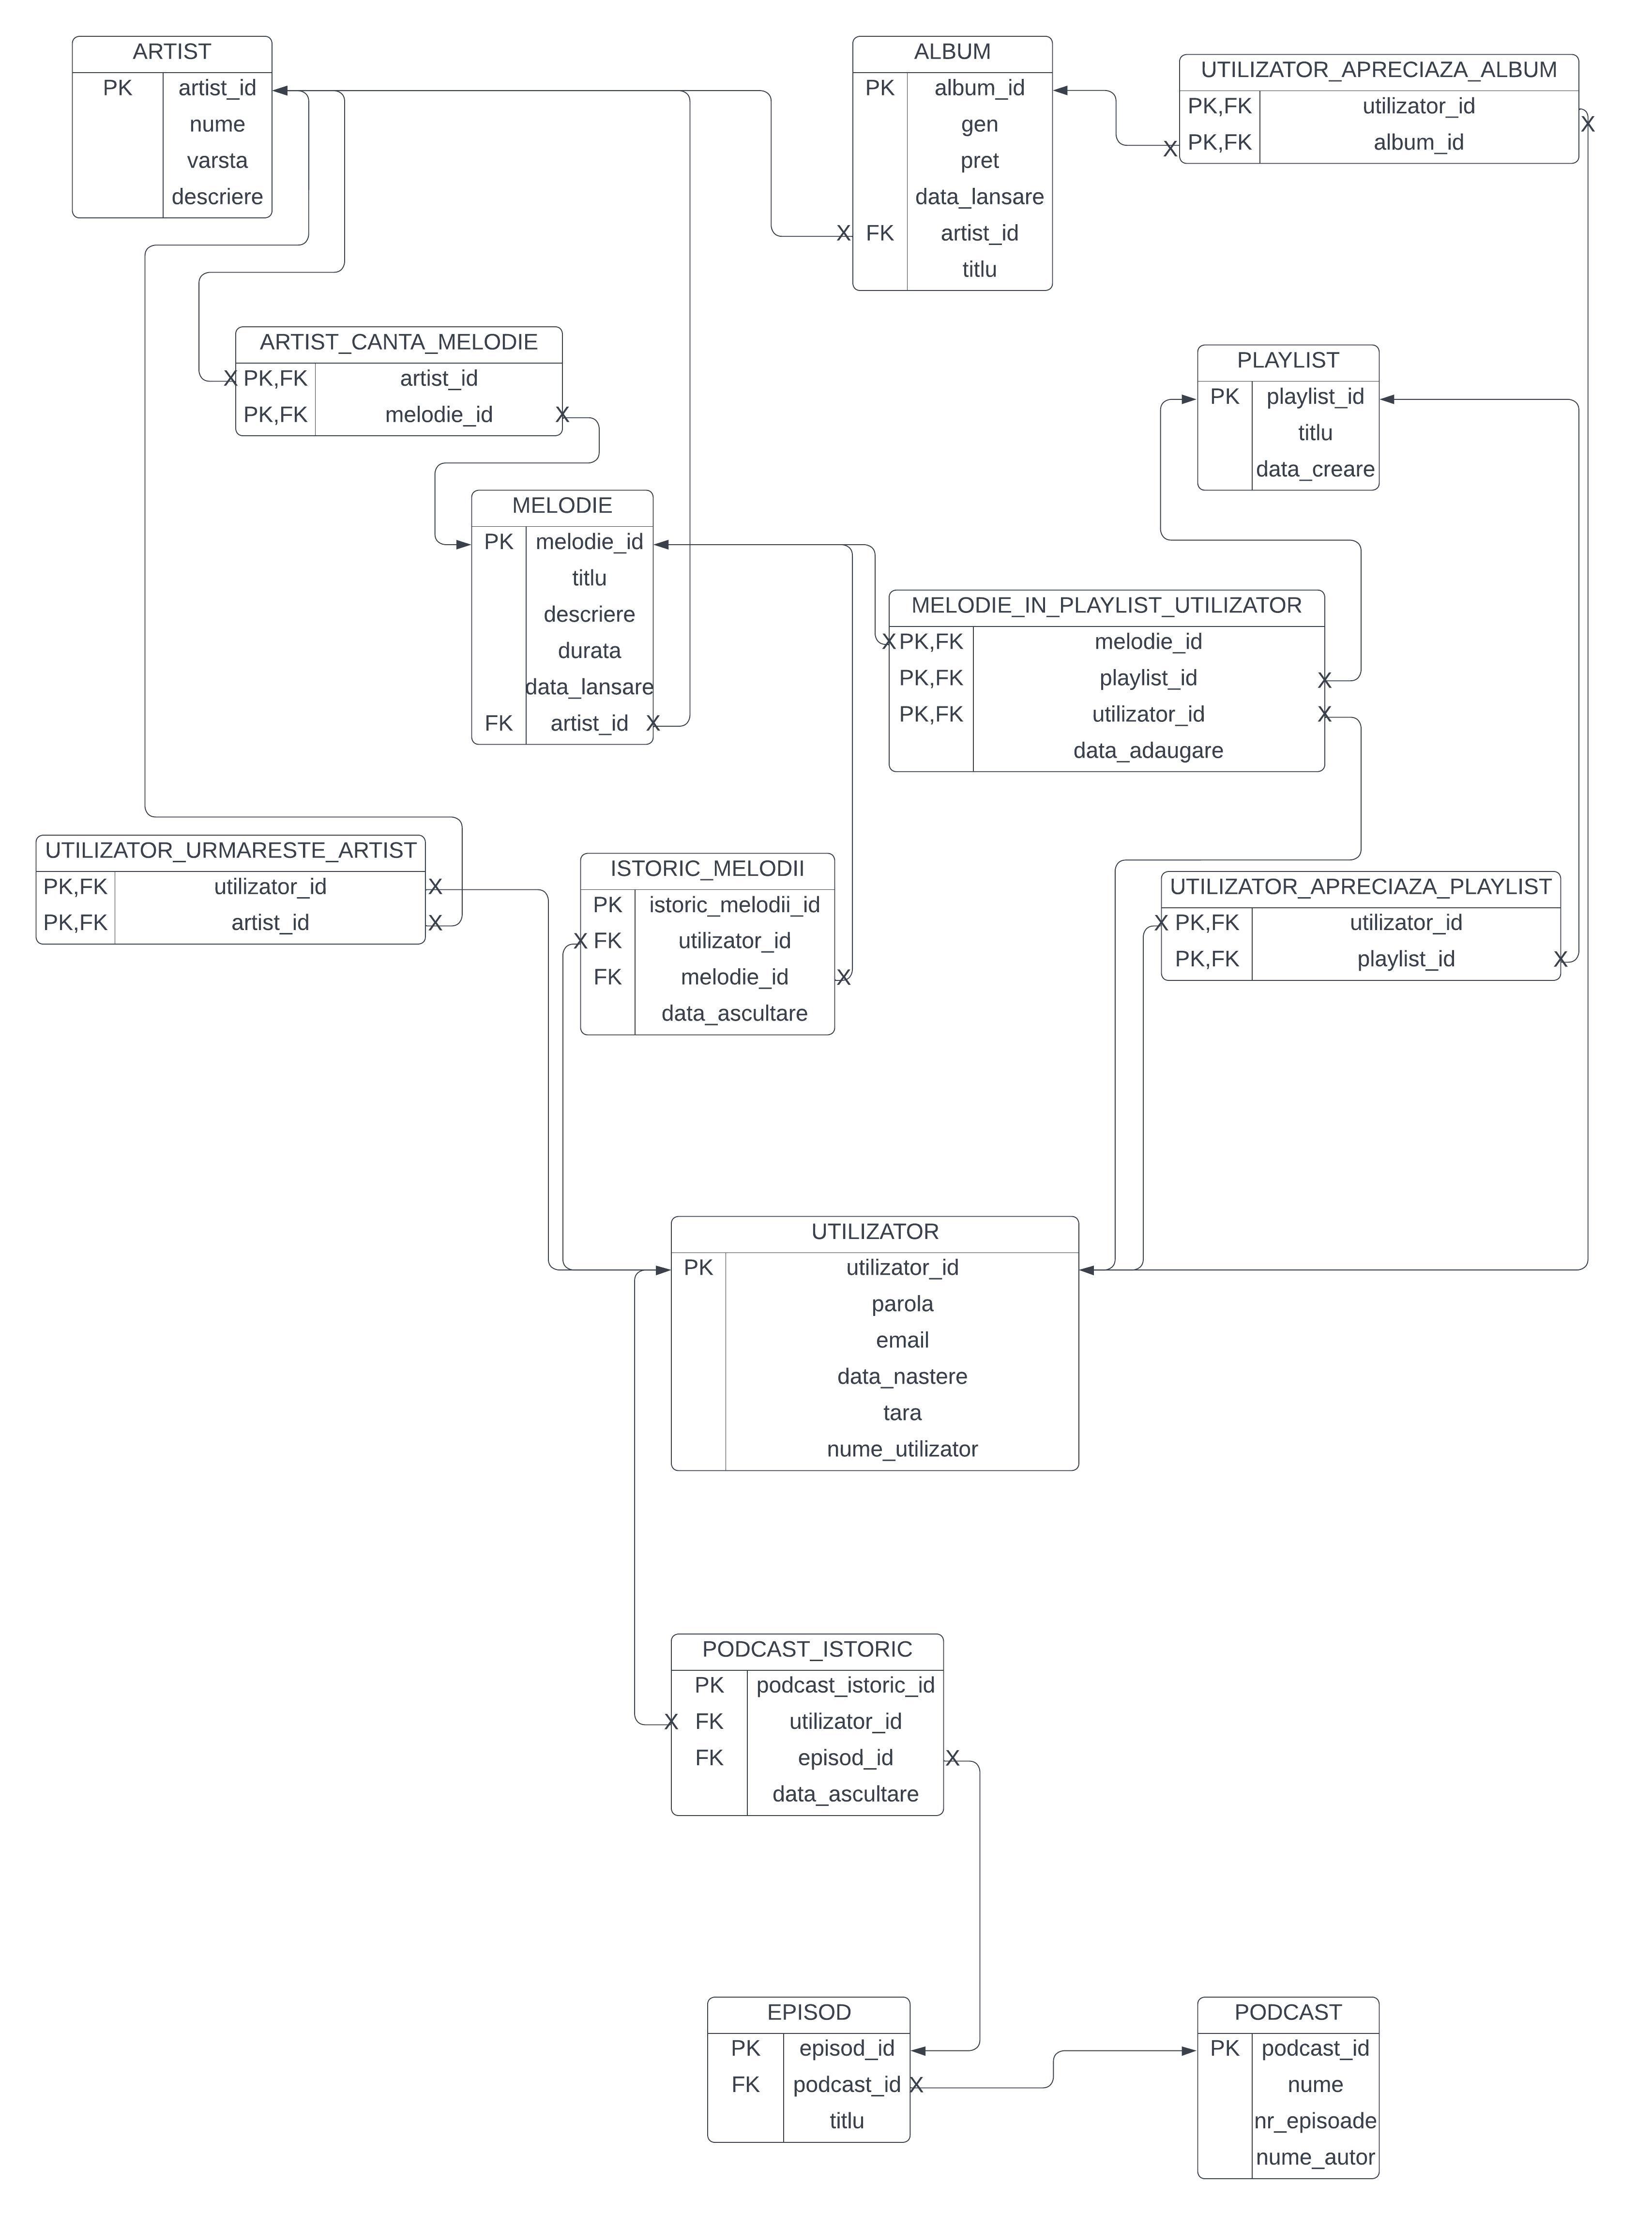 ARTIST
PK artist_id
nume
varsta
descriere
ALBUM
PK album_id
gen
pret
data_lansare
X FK artist_id
titlu
UTILIZATOR_APRECIAZA_ALBUM
PK,FK utilizator_id X
X PK,FK album_id
ARTIST_CANTA_MELODIE
X PK,FK artist_id
PK,FK melodie_id X
PLAYLIST
PK playlist_id
titlu
data_creare
MELODIE
PK melodie_id
titlu
descriere
durata
data_lansare
FK artist_id X
MELODIE_IN_PLAYLIST_UTILIZATOR
X PK,FK melodie_id
PK,FK playlist_id X
PK,FK utilizator_id X
data_adaugare
UTILIZATOR_URMARESTE_ARTIST
PK,FK utilizator_id X
PK,FK artist_id X
ISTORIC_MELODII
PK istoric_melodii_id
X FK utilizator_id
FK melodie_id X
data_ascultare
UTILIZATOR_APRECIAZA_PLAYLIST
X PK,FK utilizator_id
PK,FK playlist_id X
UTILIZATOR
PK utilizator_id
parola
email
data_nastere
tara
nume_utilizator
PODCAST_ISTORIC
PK podcast_istoric_id
X FK utilizator_id
FK episod_id X
data_ascultare
EPISOD
PK episod_id
FK podcast_id X
titlu
PODCAST
PK podcast_id
nume
nr_episoade
nume_autor